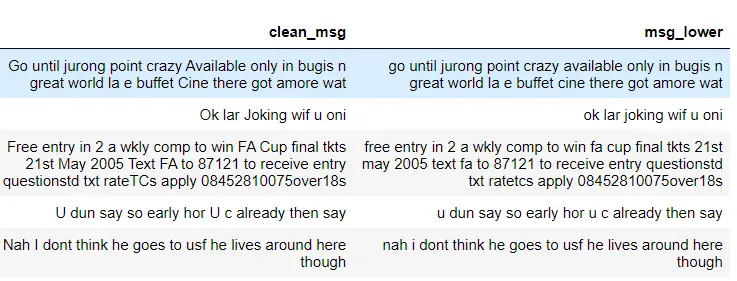 clean_msg msg_lower
Go until jurong point crazy Available only in bugis n go until jurong point crazy available only in bugis n
great world la e buffet Cine there got amore wat great world la e buffet cine there got amore wat
Ok lar Joking wif u oni ok lar joking wif u oni
Free entry in 2 a wkly comp to win FA Cup final tkts free entry in 2 a wkly comp to win fa cup final tkts 21st
21st May 2005 Text FA to 87121 to receive entry may 2005 text fa to 87121 to receive entry questionstd
questionstd txt rateTCs apply 08452810075over18s txt ratetcs apply 08452810075over18s
U dun say so early hor U c already then say u dun say so early hor u c already then say
Nah I dont think he goes to usf he lives around here nah i dont think he goes to usf he lives around here
though though